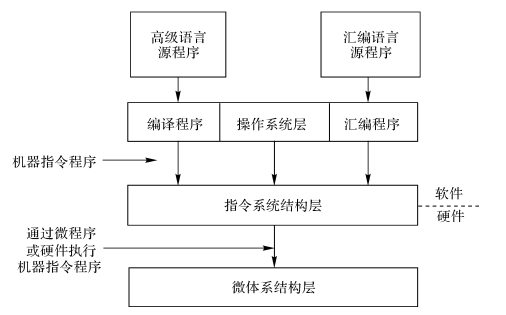 高级语言
源程序
汇编语言
源程序
编译程序
操作系统层
汇编程序
机器指令程序
指令系统结构层
软件
硬件
通过微程序
或硬件执行
机器指令程序
微体系结构层